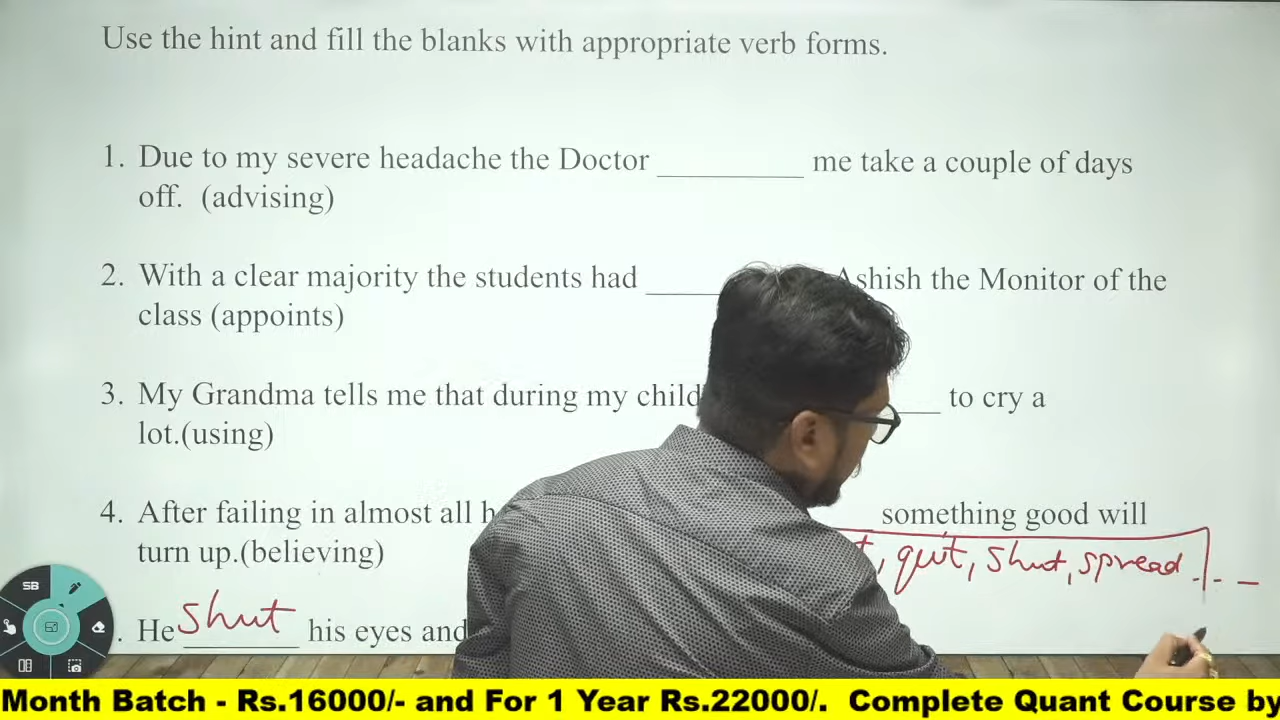 Use the hint and fill the blanks with appropriate verb forms.
1. Due to my severe headache the Doctor _________ me take a couple of days
off. (advising)
2. With a clear majority the students had _____ Ashish the Monitor of the
class (appoints)
3. My Grandma tells me that during my ___ to cry a
lot.(using)
4. After failing in almost all something good will
turn up.(believing)
, quit, shut, spread ... _
SB
. He shut his eyes and
Month Batch - Rs.16000/- and For 1 Year Rs.22000/. Complete Quant Course by